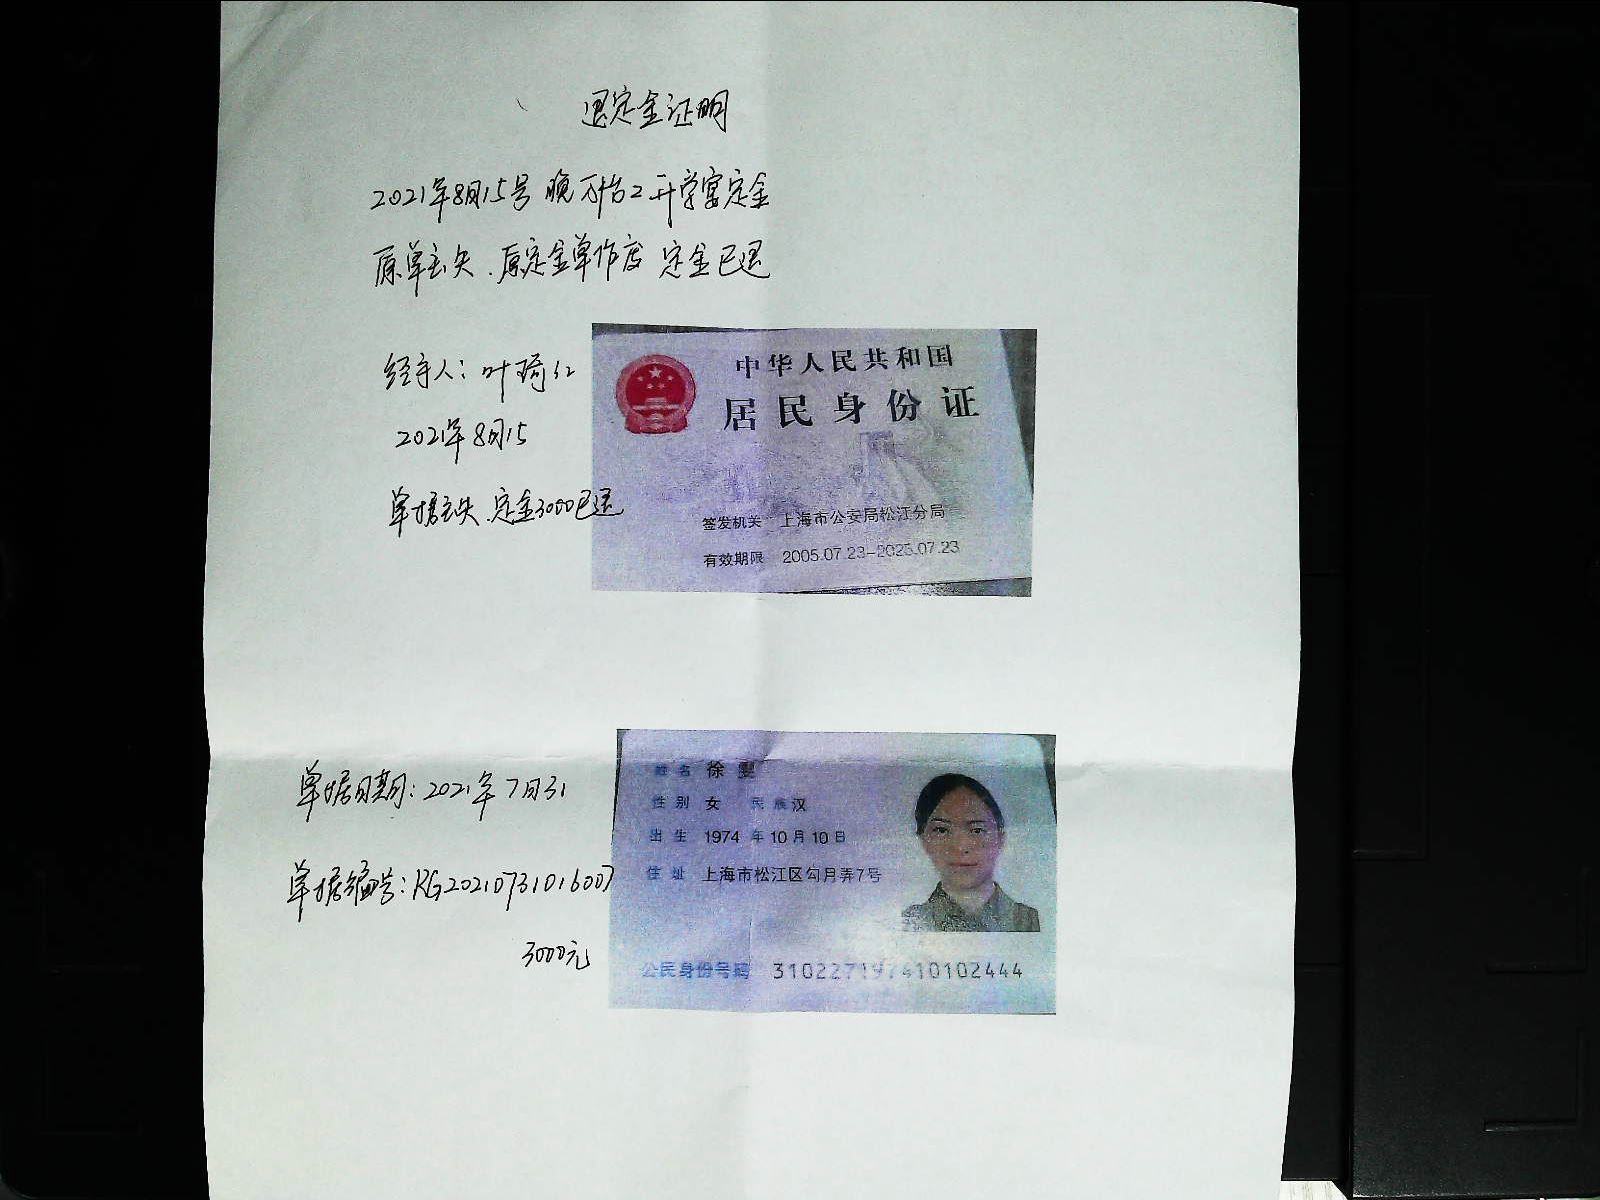 退定金证明
2021年8月15号 晚 升学宴定金
原单丢失.原定金单作废 定金已退
经手人：叶琦
2021年8月15
单据丢失.定金3000已退
中华人民共和国
居民身份证
签发机关 上海市公安局松江分局
有效期限 2005.07.23-2025.07.23
单据日期：2021年7月31
单据编号：RG20210731016007
3000元
姓名 徐雯
性别 女 民族 汉
出生 1974 年 10 月 10 日
住址 上海市松江区勾月弄7号
公民身份号码 310227197410102444